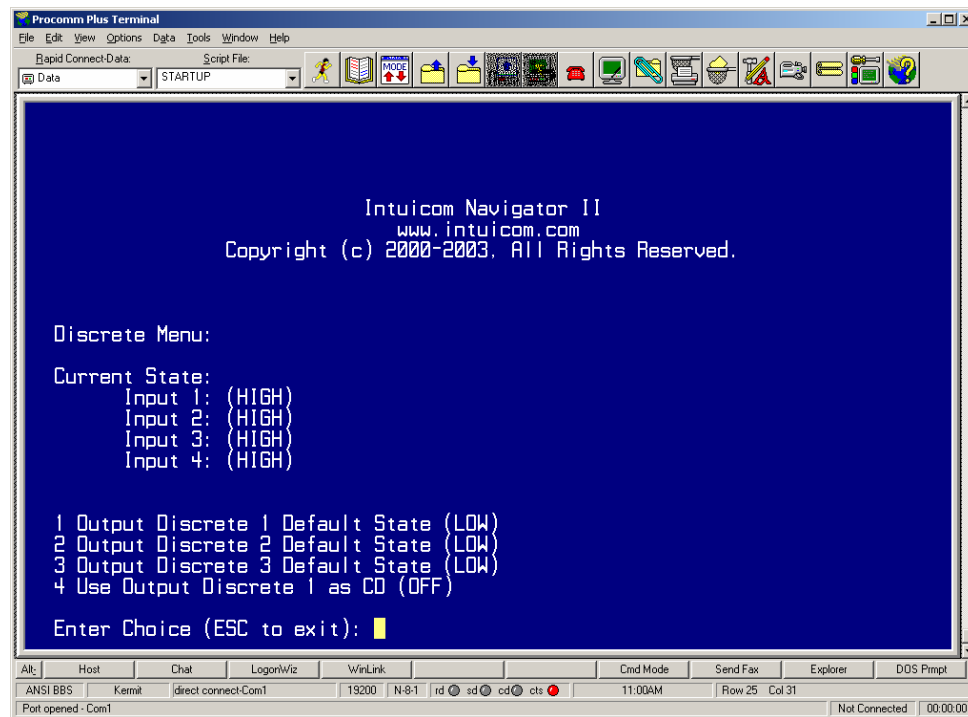 Procomm Plus Terminal
File Edit View Options Data Tools Window Help
Rapid Connect-Data: Script File:
Data STARTUP
MODE
Intuicom Navigator II
www.intuicom.com
Copyright (c) 2000-2003, All Rights Reserved.
Discrete Menu:
Current State:
Input 1: (HIGH)
Input 2: (HIGH)
Input 3: (HIGH)
Input 4: (HIGH)
1 Output Discrete 1 Default State (LOW)
2 Output Discrete 2 Default State (LOW)
3 Output Discrete 3 Default State (LOW)
4 Use Output Discrete 1 as CD (OFF)
Enter Choice (ESC to exit):
Alt: Host Chat LogonWiz WinLink Cmd Mode Send Fax Explorer DOS Prmpt
ANSI BBS Kermit direct connect-Com1 19200 N-8-1 rd sd cd cts 11:00AM Row 25 Col 31
Port opened - Com1 Not Connected 00:00:00